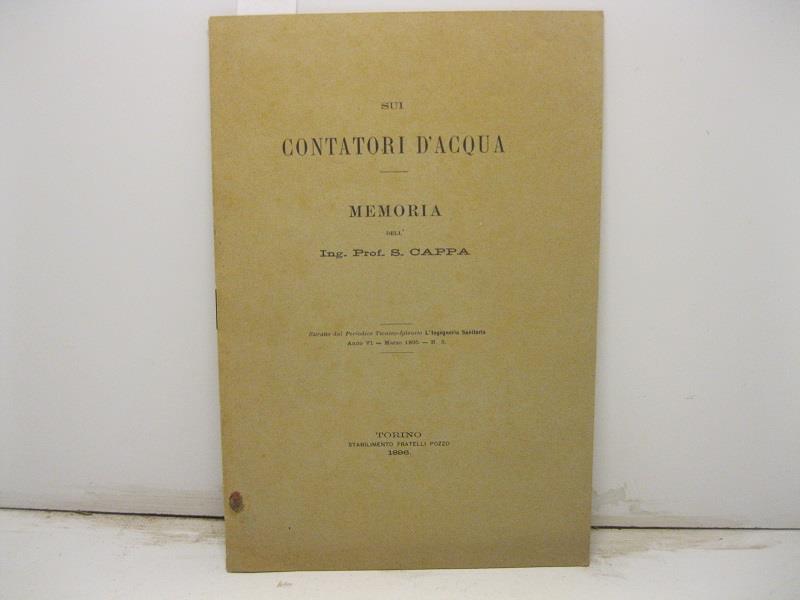 SUI
CONTATORI D'ACQUA
MEMORIA
DELL'
Ing. Prof. S. CAPPA
Estratto dal Periodico Tecnico-Igienico L'Ingegneria Sanitaria
Anno VI — Marzo 1895 — N. 3.
TORINO
STABILIMENTO FRATELLI POZZO
1896.